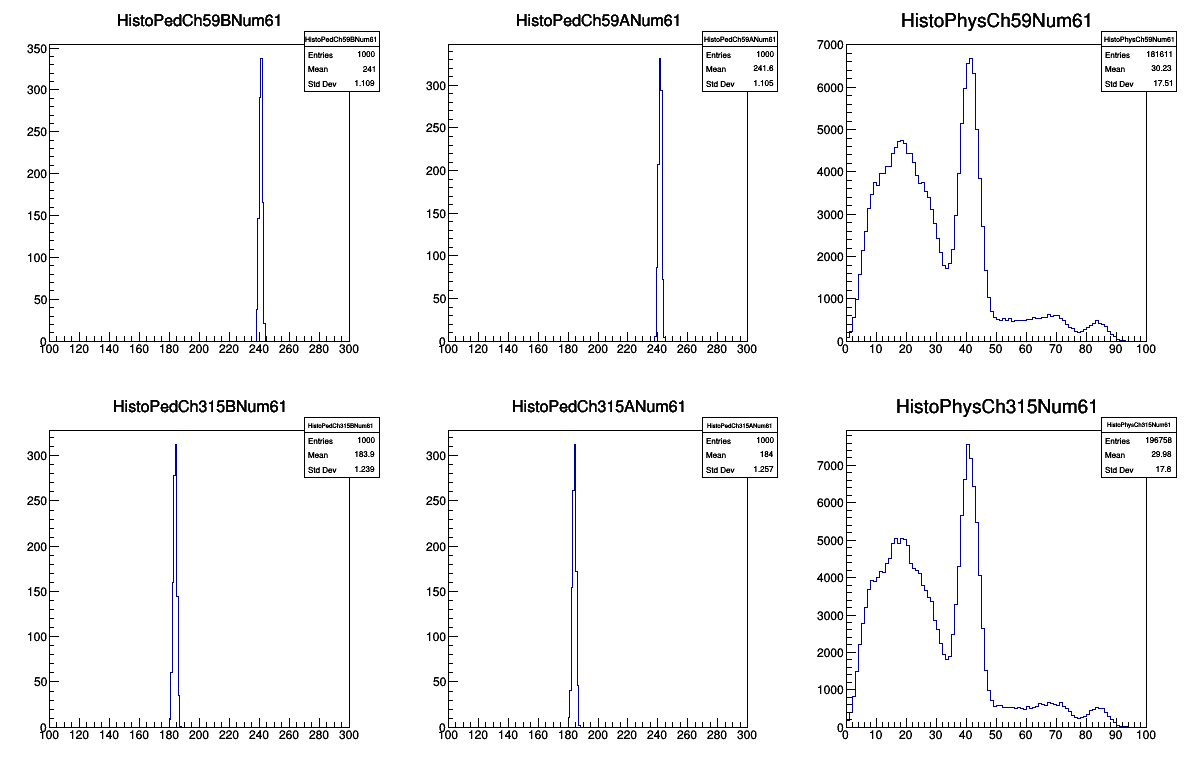 HistoPedCh59BNum61
HistoPedCh59BNum61
Entries 1000
Mean 241
Std Dev 1.109
350
300
250
200
150
100
50
0
100 120 140 160 180 200 220 240 260 280 300
HistoPedCh59ANum61
HistoPedCh59ANum61
Entries 1000
Mean 241.6
Std Dev 1.105
300
250
200
150
100
50
0
100 120 140 160 180 200 220 240 260 280 300
HistoPhysCh59Num61
HistoPhysCh59Num61
Entries 181611
Mean 30.23
Std Dev 17.51
7000
6000
5000
4000
3000
2000
1000
0
0 10 20 30 40 50 60 70 80 90 100
HistoPedCh315BNum61
HistoPedCh315BNum61
Entries 1000
Mean 183.9
Std Dev 1.239
300
250
200
150
100
50
0
100 120 140 160 180 200 220 240 260 280 300
HistoPedCh315ANum61
HistoPedCh315ANum61
Entries 1000
Mean 184
Std Dev 1.257
300
250
200
150
100
50
0
100 120 140 160 180 200 220 240 260 280 300
HistoPhysCh315Num61
HistoPhysCh315Num61
Entries 196758
Mean 29.98
Std Dev 17.8
7000
6000
5000
4000
3000
2000
1000
0
0 10 20 30 40 50 60 70 80 90 100